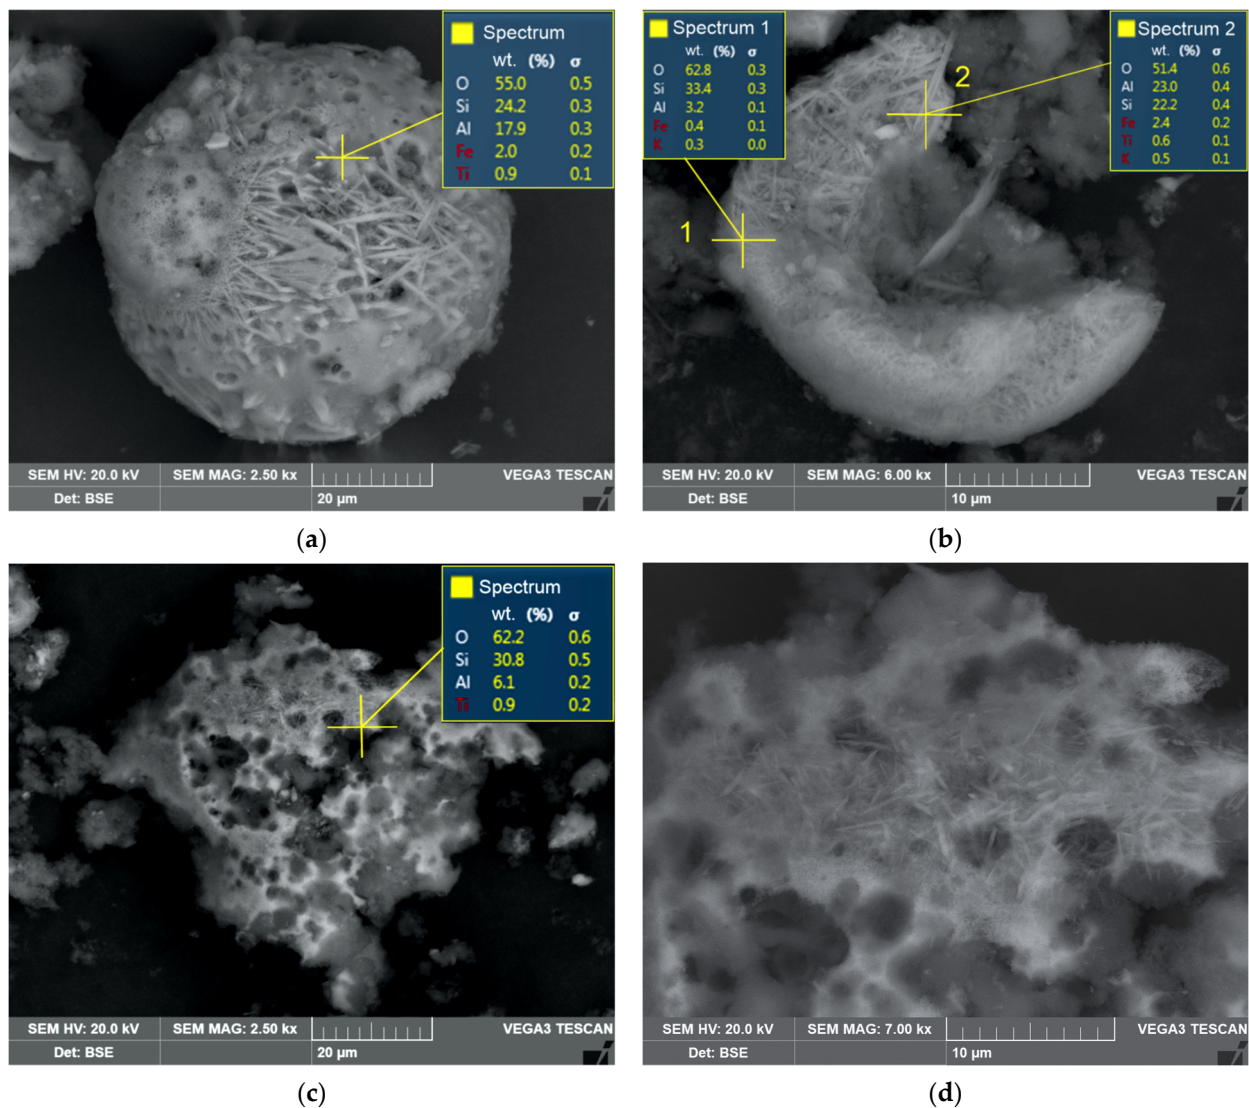 Spectrum
wt. (%) σ
O 55.0 0.5
Si 24.2 0.3
Al 17.9 0.3
Fe 2.0 0.2
Ti 0.9 0.1
SEM HV: 20.0 kV SEM MAG: 2.50 kx VEGA3 TESCAN
Det: BSE 20 µm
(a)
Spectrum 1
wt. (%) σ
O 62.8 0.3
Si 33.4 0.3
Al 3.2 0.1
Fe 0.4 0.1
K 0.3 0.0
Spectrum 2
wt. (%) σ
O 51.4 0.6
Al 23.0 0.4
Si 22.2 0.4
Fe 2.4 0.2
Ti 0.6 0.1
K 0.5 0.1
2
1
SEM HV: 20.0 kV SEM MAG: 6.00 kx VEGA3 TESCAN
Det: BSE 10 µm
(b)
Spectrum
wt. (%) σ
O 62.2 0.6
Si 30.8 0.5
Al 6.1 0.2
Ti 0.9 0.2
SEM HV: 20.0 kV SEM MAG: 2.50 kx VEGA3 TESCAN
Det: BSE 20 µm
(c)
SEM HV: 20.0 kV SEM MAG: 7.00 kx VEGA3 TESCAN
Det: BSE 10 µm
(d)